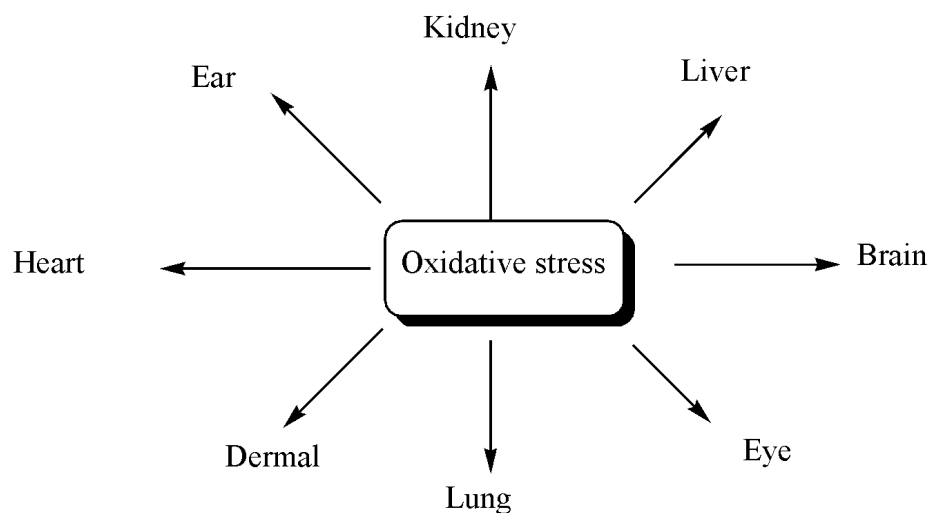 Kidney
Ear
Liver
Heart
Oxidative stress
Brain
Dermal
Eye
Lung